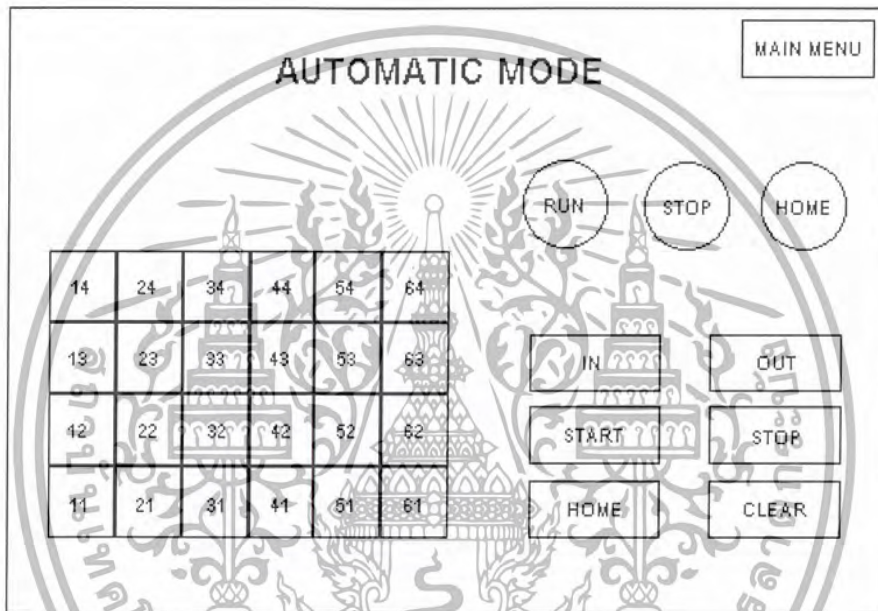 MAIN MENU
AUTOMATIC MODE
RUN STOP HOME
14 24 34 44 54 64
13 23 33 43 53 63
IN OUT
12 22 32 42 52 62
START STOP
11 21 31 41 51 61
HOME CLEAR